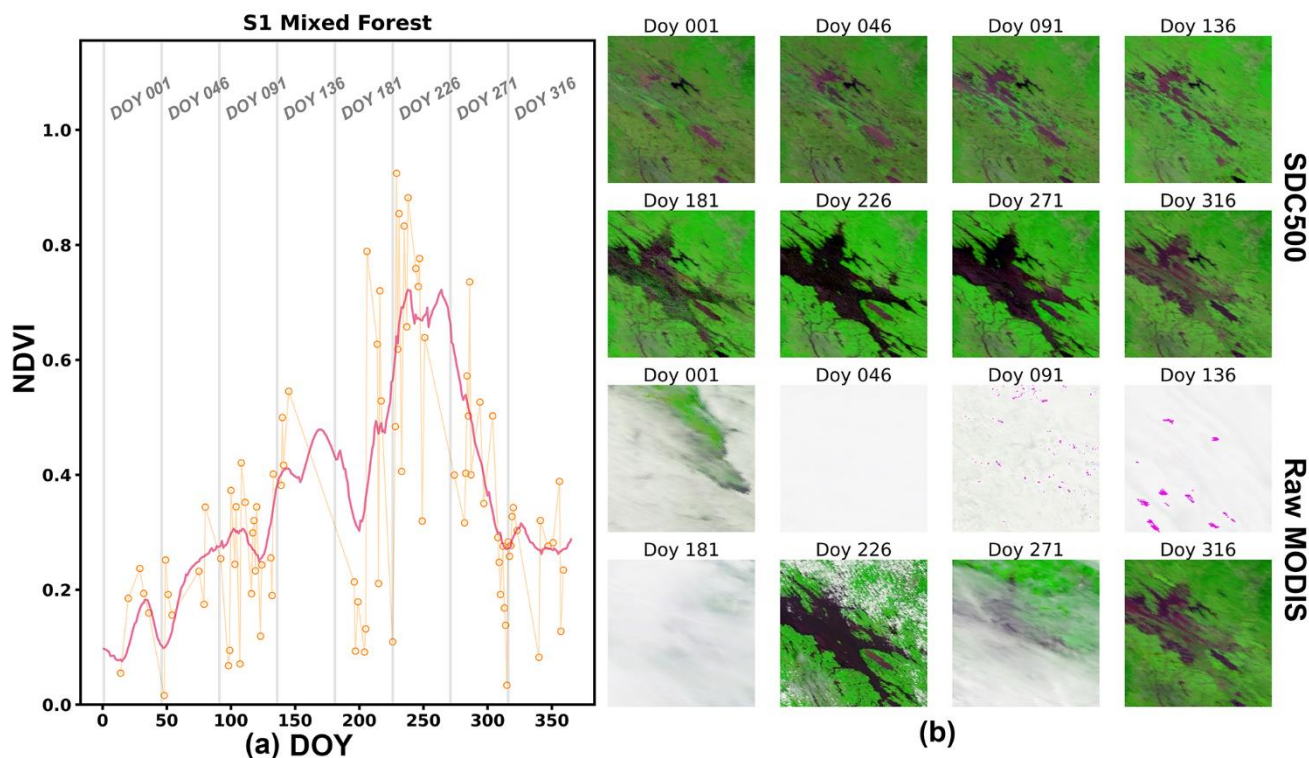 S1 Mixed Forest
DOY 001
DOY 046
DOY 091
DOY 136
DOY 181
DOY 226
DOY 271
DOY 316
NDVI
1.0
0.8
0.6
0.4
0.2
0.0
0 50 100 150 200 250 300 350
(a) DOY
Doy 001 Doy 046 Doy 091 Doy 136
Doy 181 Doy 226 Doy 271 Doy 316
SDC500
Doy 001 Doy 046 Doy 091 Doy 136
Doy 181 Doy 226 Doy 271 Doy 316
Raw MODIS
(b)